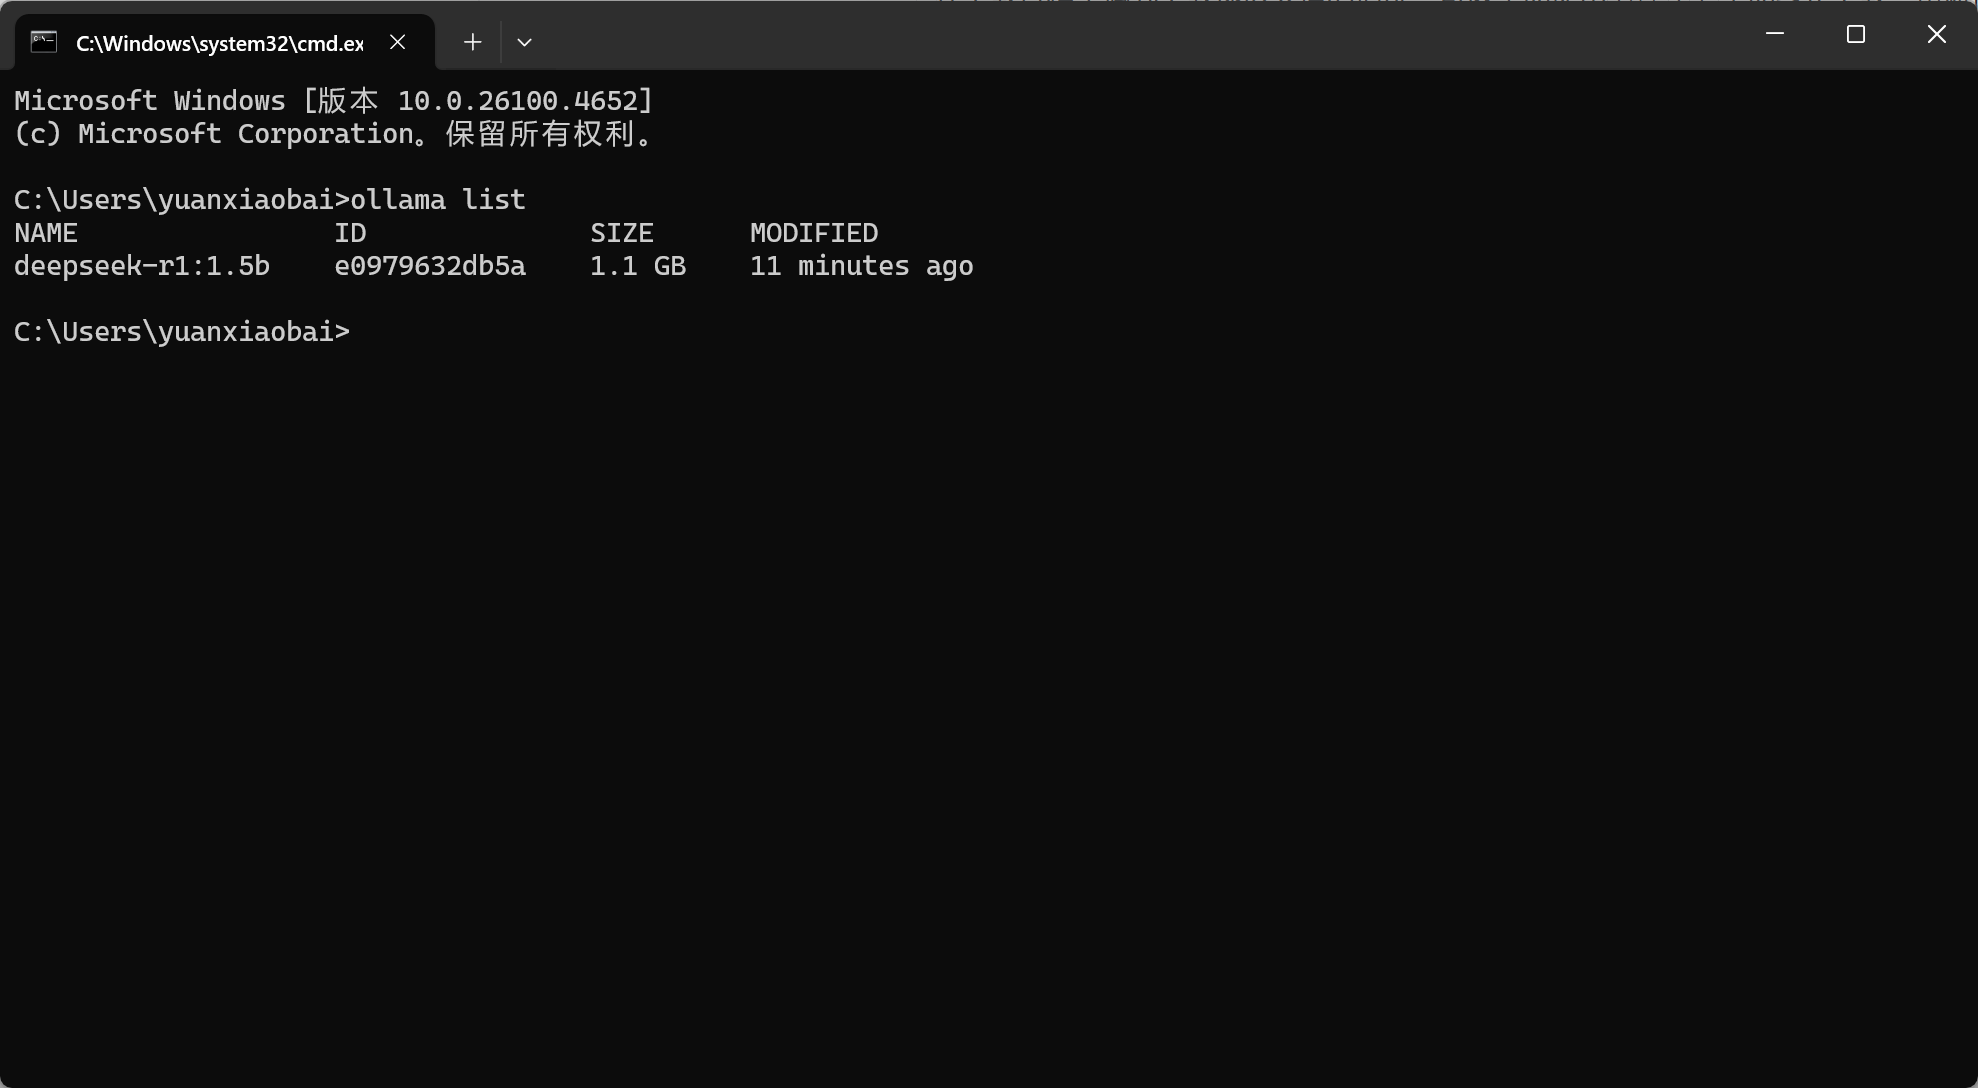 C:\Windows\system32\cmd.ex
Microsoft Windows [版本 10.0.26100.4652]
(c) Microsoft Corporation。保留所有权利。
C:\Users\yuanxiaobai>ollama list
NAME ID SIZE MODIFIED
deepseek-r1:1.5b e0979632db5a 1.1 GB 11 minutes ago
C:\Users\yuanxiaobai>